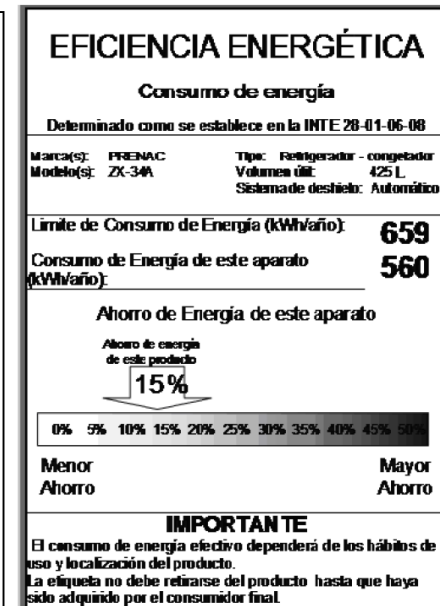 EFICIENCIA ENERGÉTICA
Consumo de energía
Determinado como se establece en la INTE 28-01-06-08
Marca(s): PRENAC Tipo: Refrigerador - congelador
Modelo(s): ZX-34A Volumen útil: 425 L
Sistema de deshielo: Automático
Limite de Consumo de Energía (kWh/año): 659
Consumo de Energía de este aparato 560
(kWh/año):
Ahorro de Energía de este aparato
Ahorro de energía
de este producto
15%
0% 5% 10% 15% 20% 25% 30% 35% 40% 45% 50%
Menor Mayor
Ahorro Ahorro
IMPORTANTE
El consumo de energía efectivo dependerá de los hábitos de
uso y localización del producto.
La etiqueta no debe retirarse del producto hasta que haya
sido adquirido por el consumidor final.